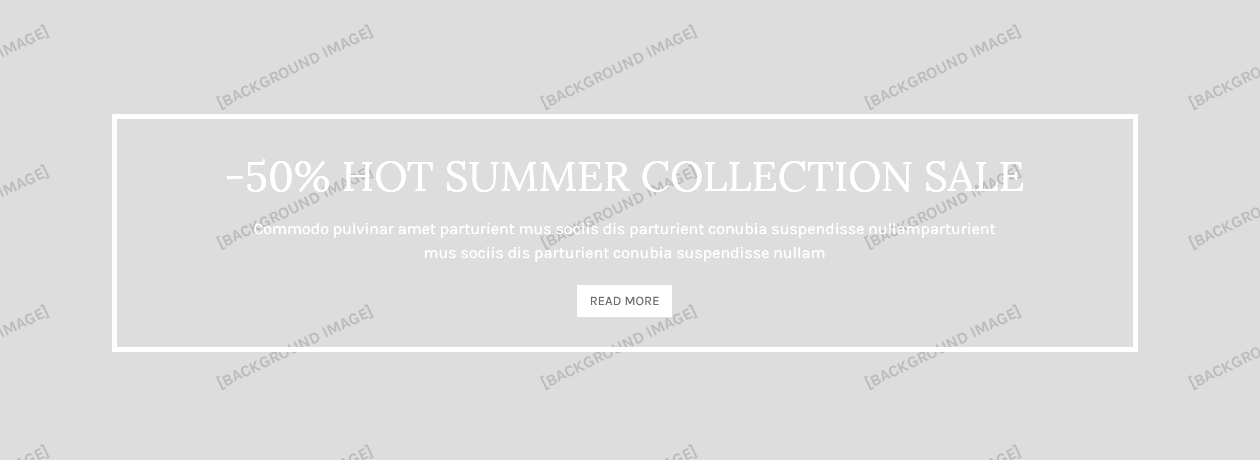 [BACKGROUND IMAGE]
-50% HOT SUMMER COLLECTION SALE
Commodo pulvinar amet parturient mus sociis dis parturient conubia suspendisse nullamparturient
mus sociis dis parturient conubia suspendisse nullam
READ MORE